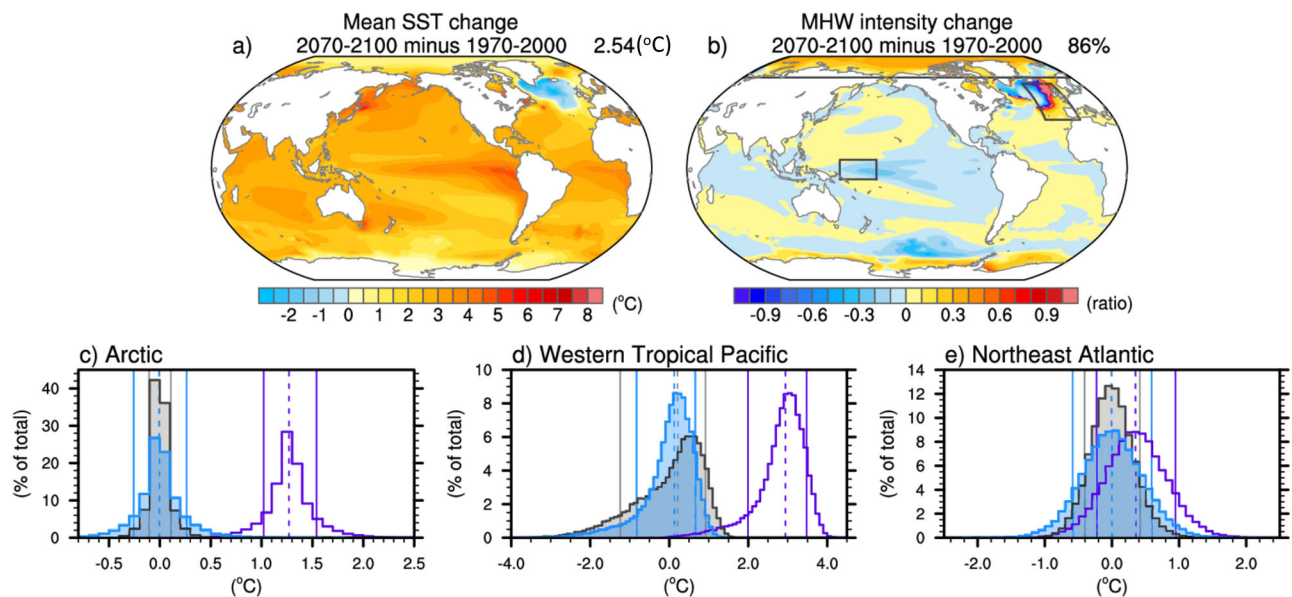 Mean SST change
a) 2070-2100 minus 1970-2000 2.54(°C)
-2 -1 0 1 2 3 4 5 6 7 8 (°C)
MHW intensity change
b) 2070-2100 minus 1970-2000 86%
-0.9 -0.6 -0.3 0 0.3 0.6 0.9 (ratio)
c) Arctic
(% of total)
40
30
20
10
0
-0.5 0.0 0.5 1.0 1.5 2.0 2.5
(°C)
d) Western Tropical Pacific
(% of total)
10
8
6
4
2
0
-4.0 -2.0 0.0 2.0 4.0
(°C)
e) Northeast Atlantic
(% of total)
14
12
10
8
6
4
2
0
-2.0 -1.0 0.0 1.0 2.0
(°C)